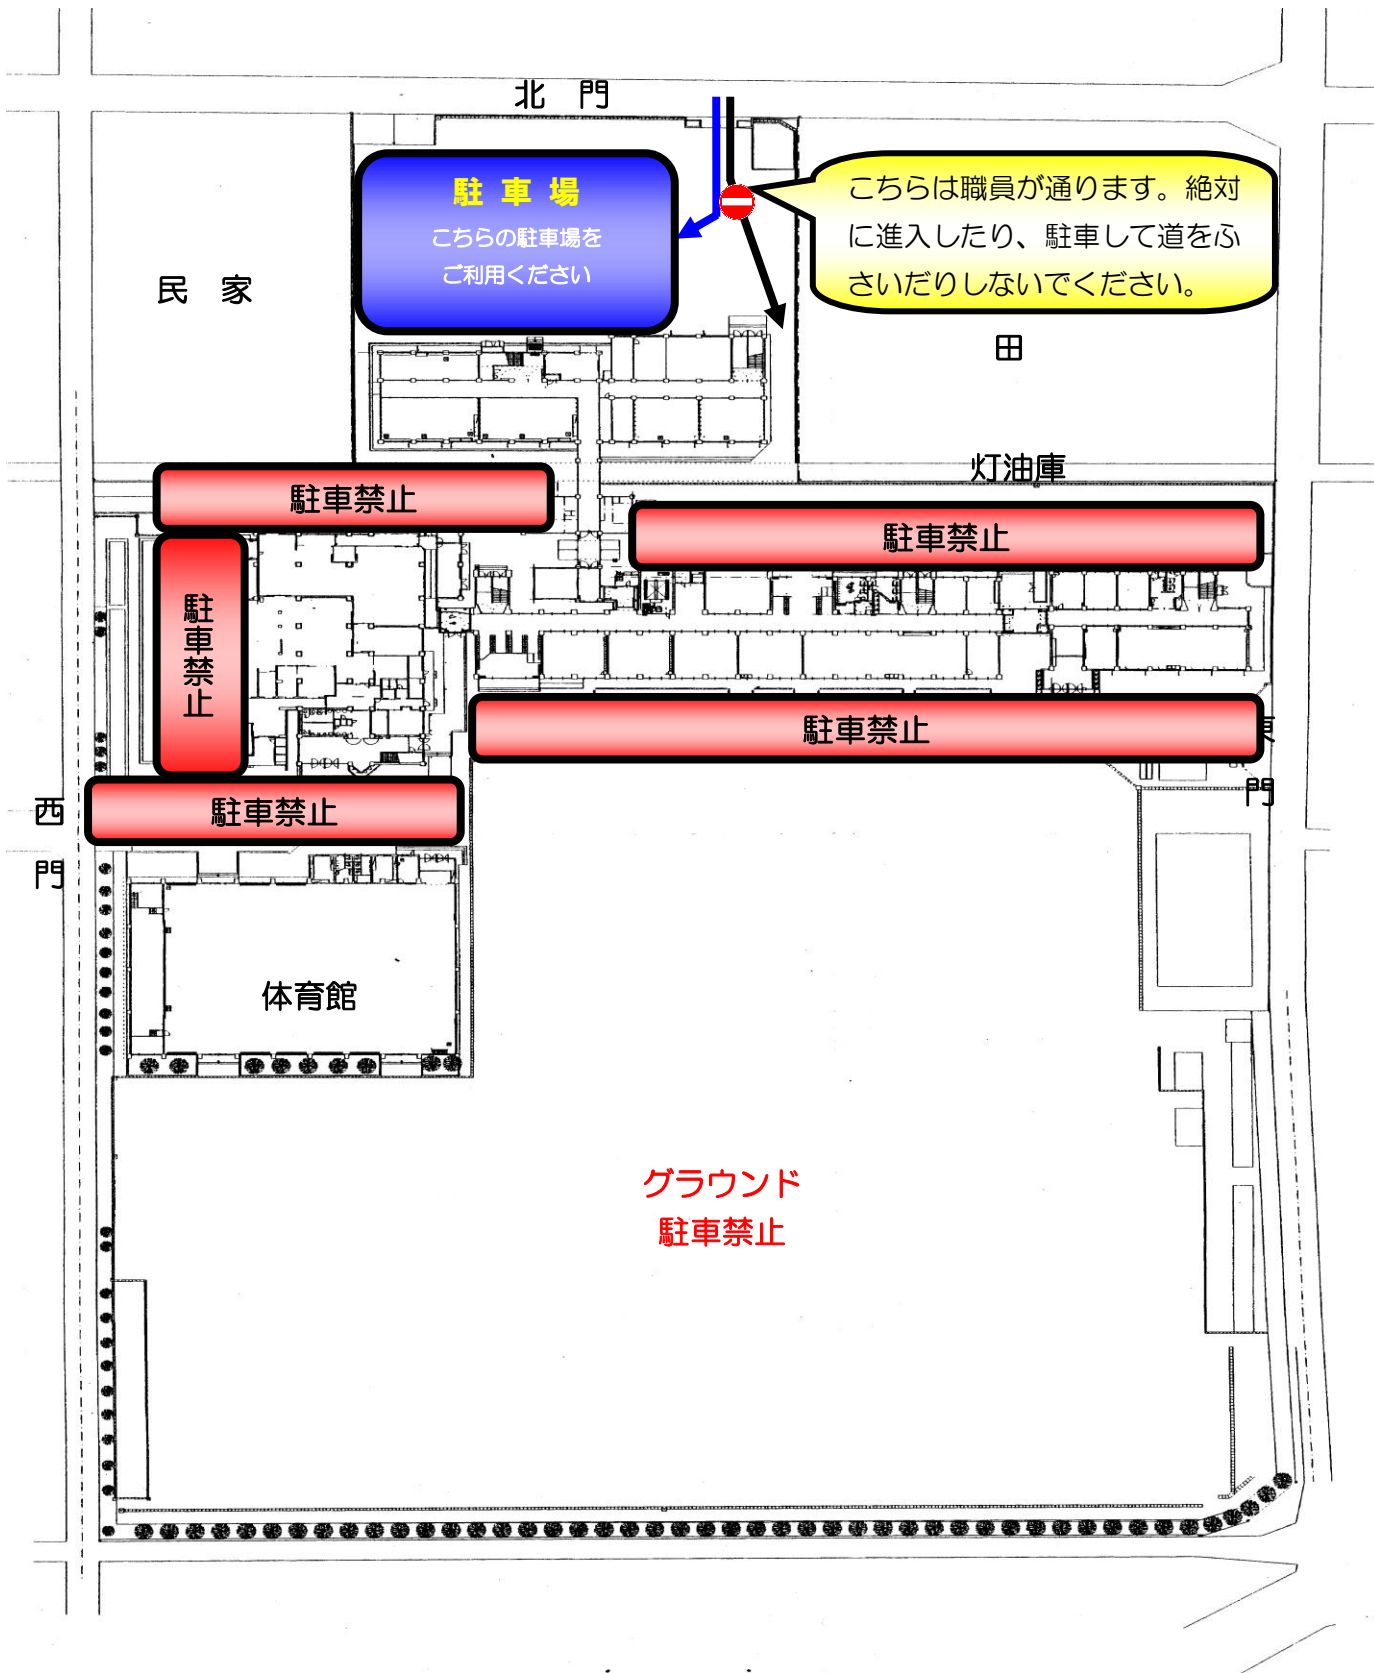 北　門
駐 車 場
こちらの駐車場を
ご利用ください
こちらは職員が通ります。絶対
に進入したり、駐車して道をふ
さいだりしないでください。
民　家
田
灯油庫
駐車禁止
駐車禁止
駐車禁止
駐車禁止
東
門
駐車禁止
西
門
体育館
グラウンド
駐車禁止